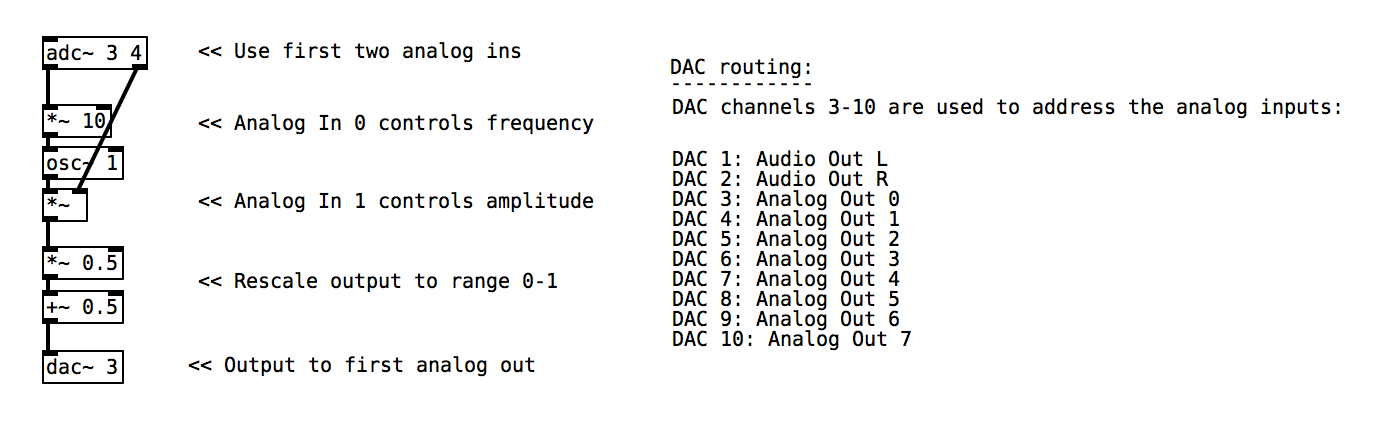 adc~ 3 4
<< Use first two analog ins
*~ 10
<< Analog In 0 controls frequency
osc~ 1
*~
<< Analog In 1 controls amplitude
*~ 0.5
<< Rescale output to range 0-1
+~ 0.5
dac~ 3
<< Output to first analog out
DAC routing:
------------
DAC channels 3-10 are used to address the analog inputs:
DAC 1: Audio Out L
DAC 2: Audio Out R
DAC 3: Analog Out 0
DAC 4: Analog Out 1
DAC 5: Analog Out 2
DAC 6: Analog Out 3
DAC 7: Analog Out 4
DAC 8: Analog Out 5
DAC 9: Analog Out 6
DAC 10: Analog Out 7